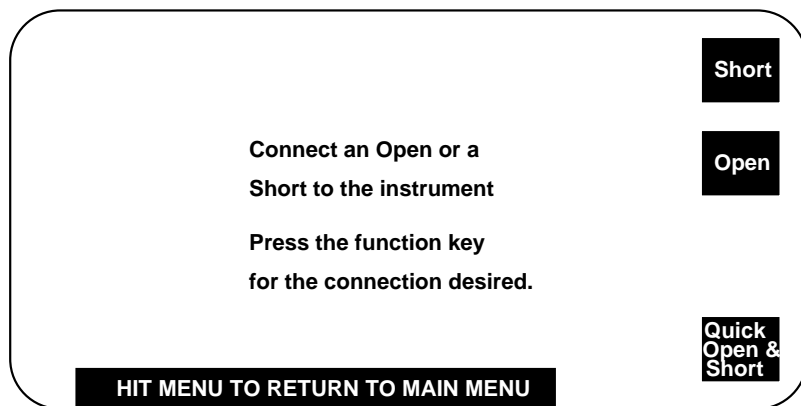 Short
Connect an Open or a
Open
Short to the instrument
Press the function key
for the connection desired.
Quick
Open &
Short
HIT MENU TO RETURN TO MAIN MENU